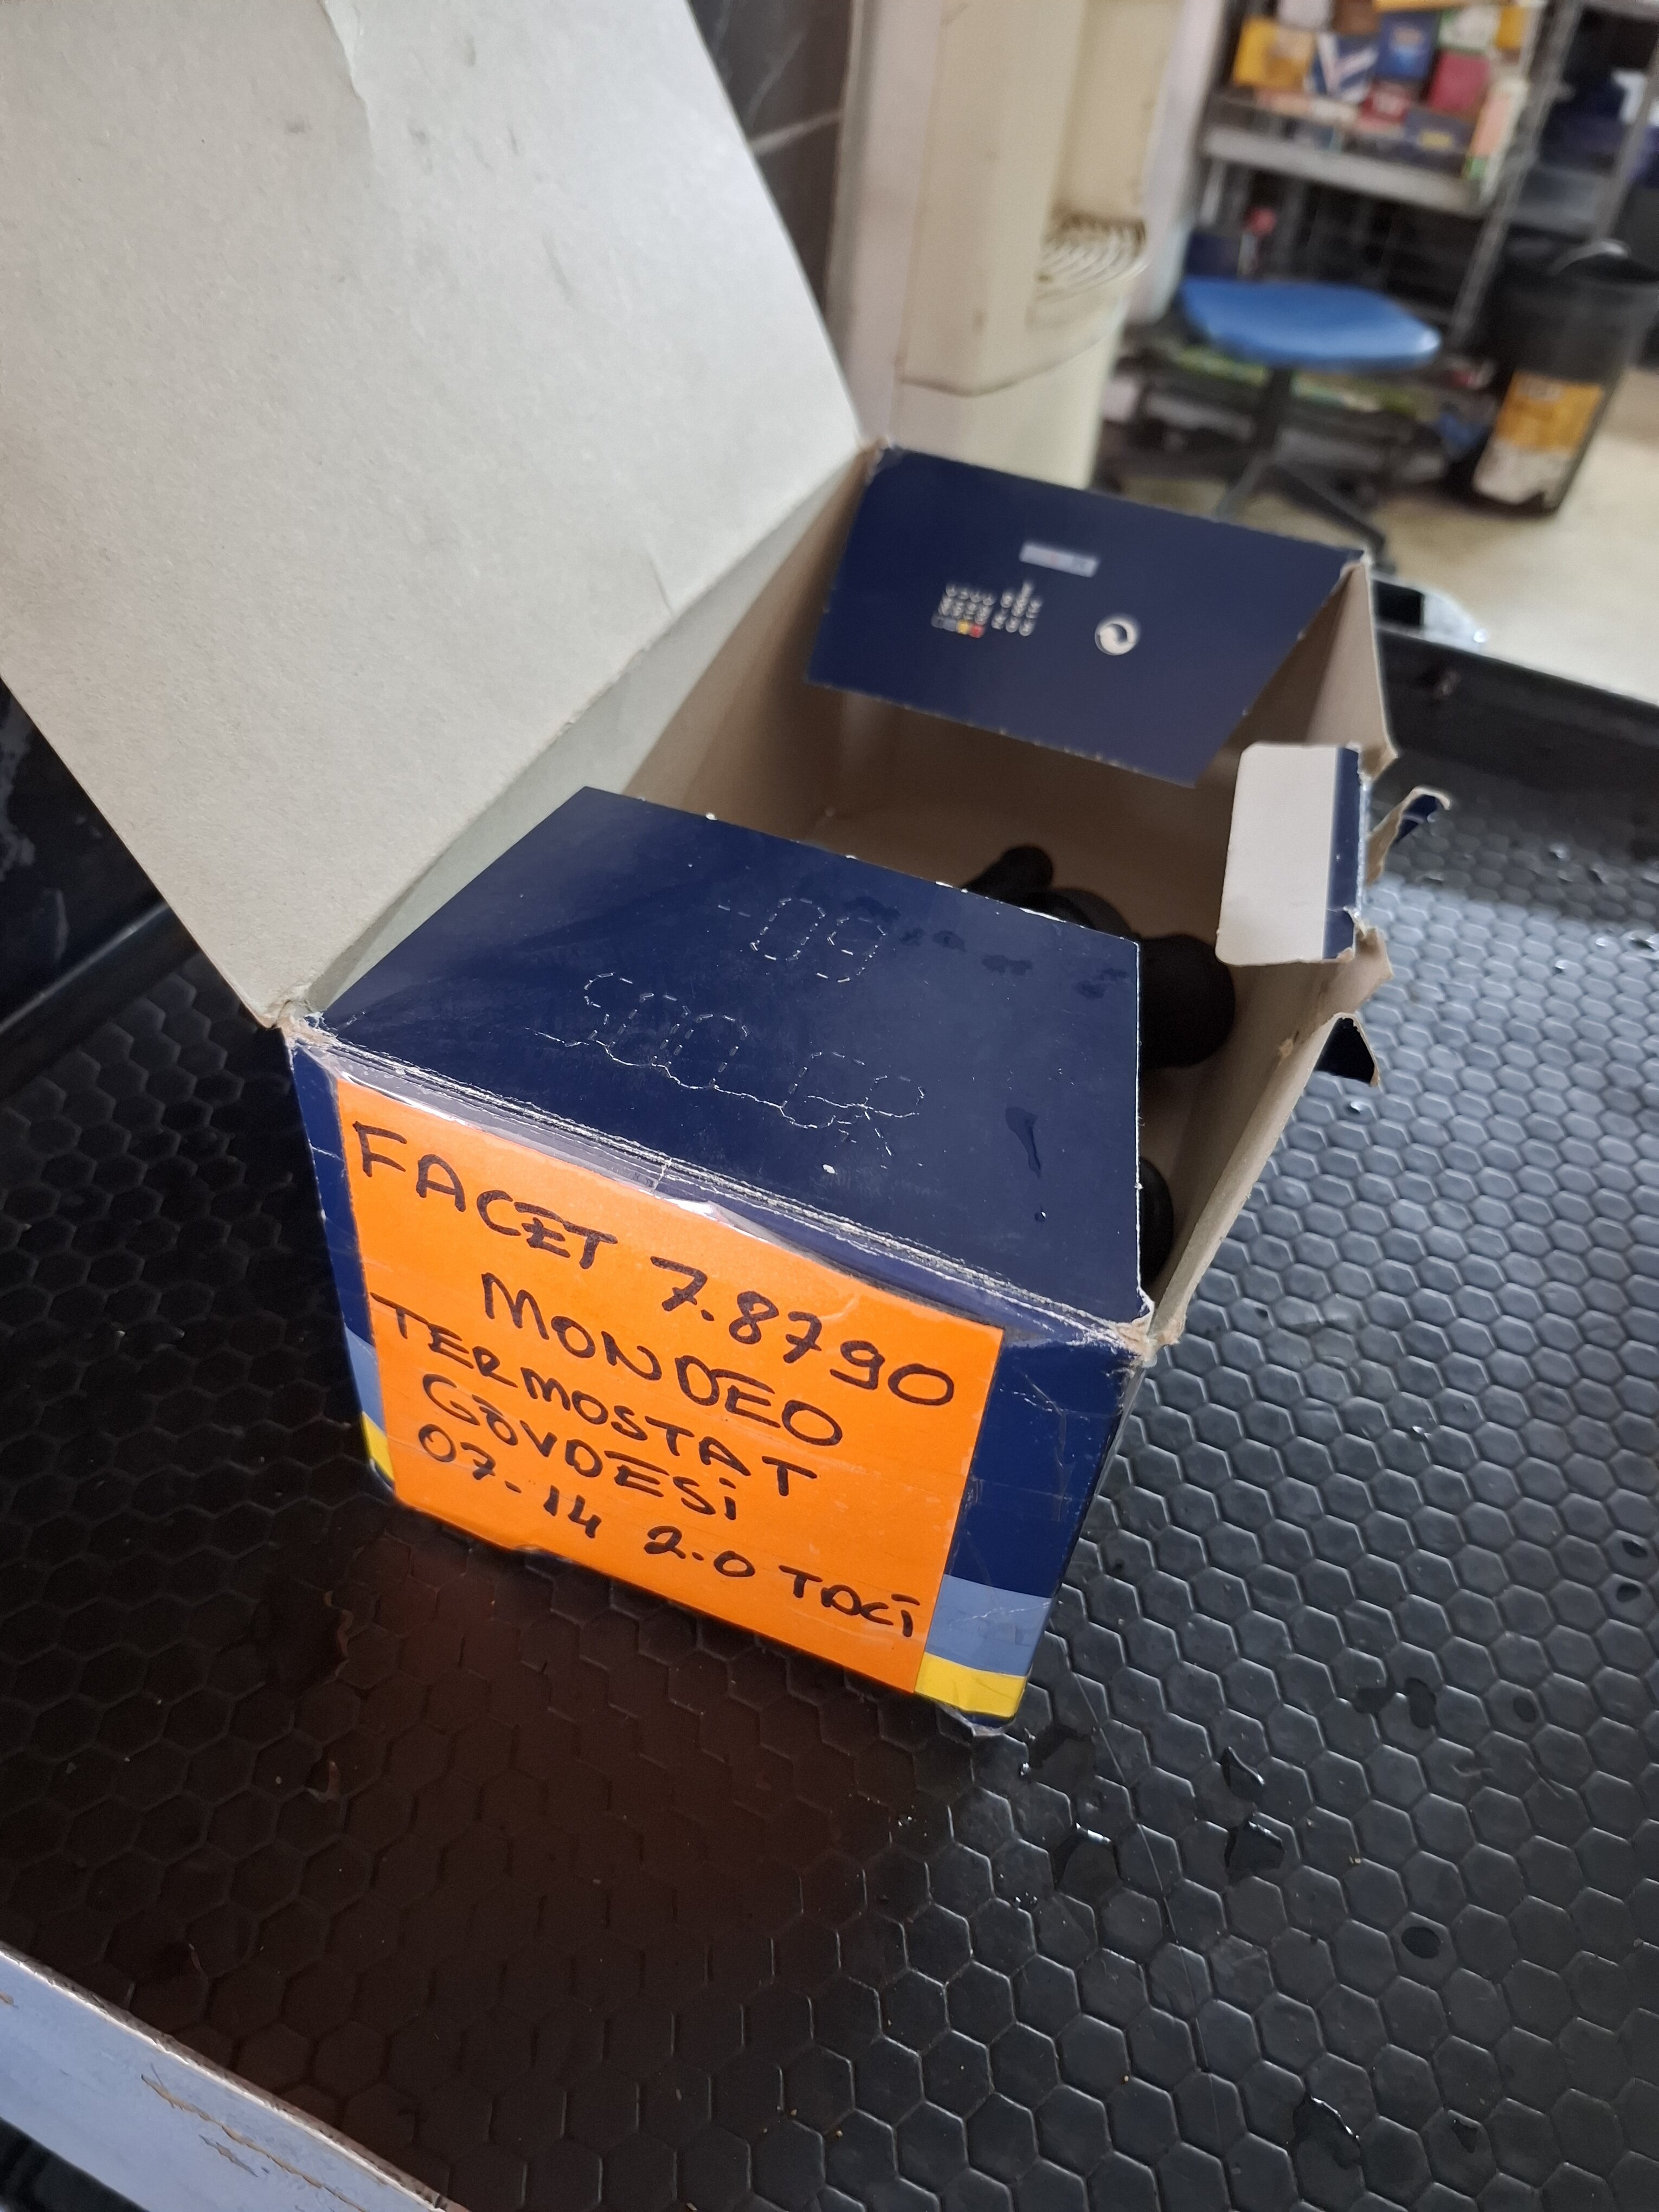 FACET 7.8790
MONDEO
TERMOSTAT
GÖVDESİ
07-14 2.0 TDCİ